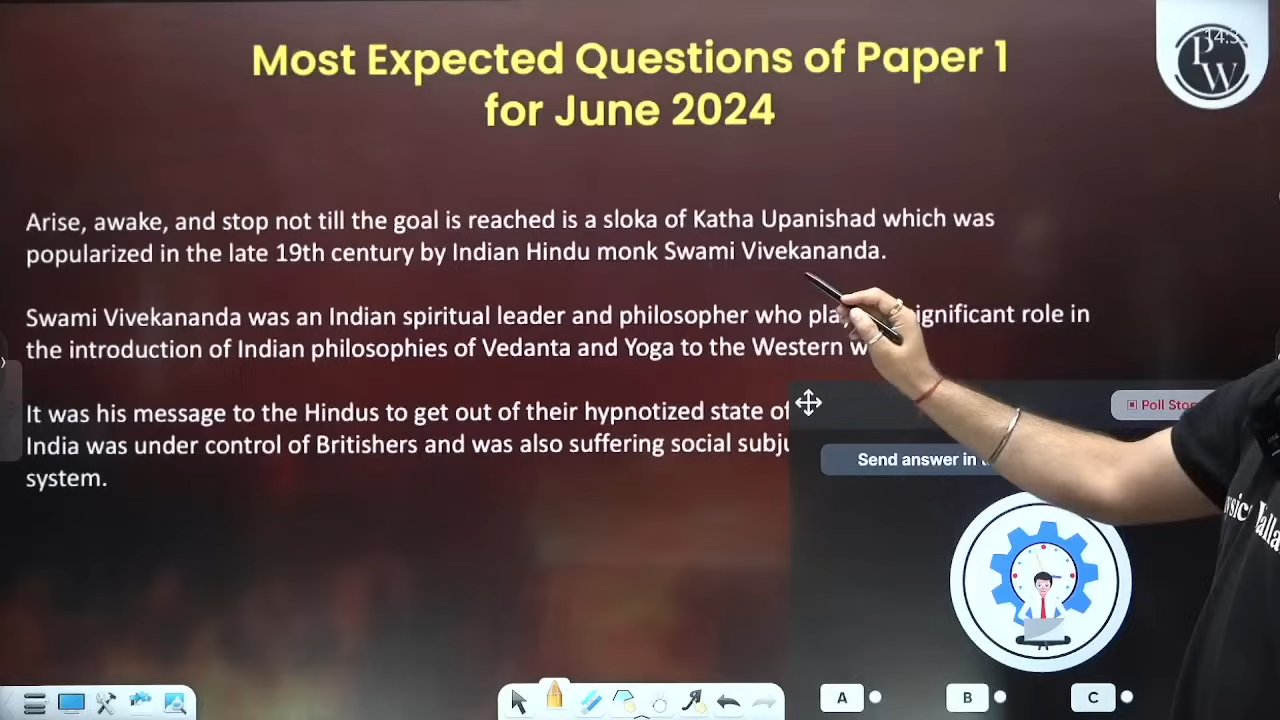 Most Expected Questions of Paper 1
for June 2024
14:3
P
W
Arise, awake, and stop not till the goal is reached is a sloka of Katha Upanishad which was
popularized in the late 19th century by Indian Hindu monk Swami Vivekananda.
Swami Vivekananda was an Indian spiritual leader and philosopher who significant role in
the introduction of Indian philosophies of Vedanta and Yoga to the Western
It was his message to the Hindus to get out of their hypnotized state of
India was under control of Britishers and was also suffering social
system.
Poll Stop
Send answer in
A
B
C